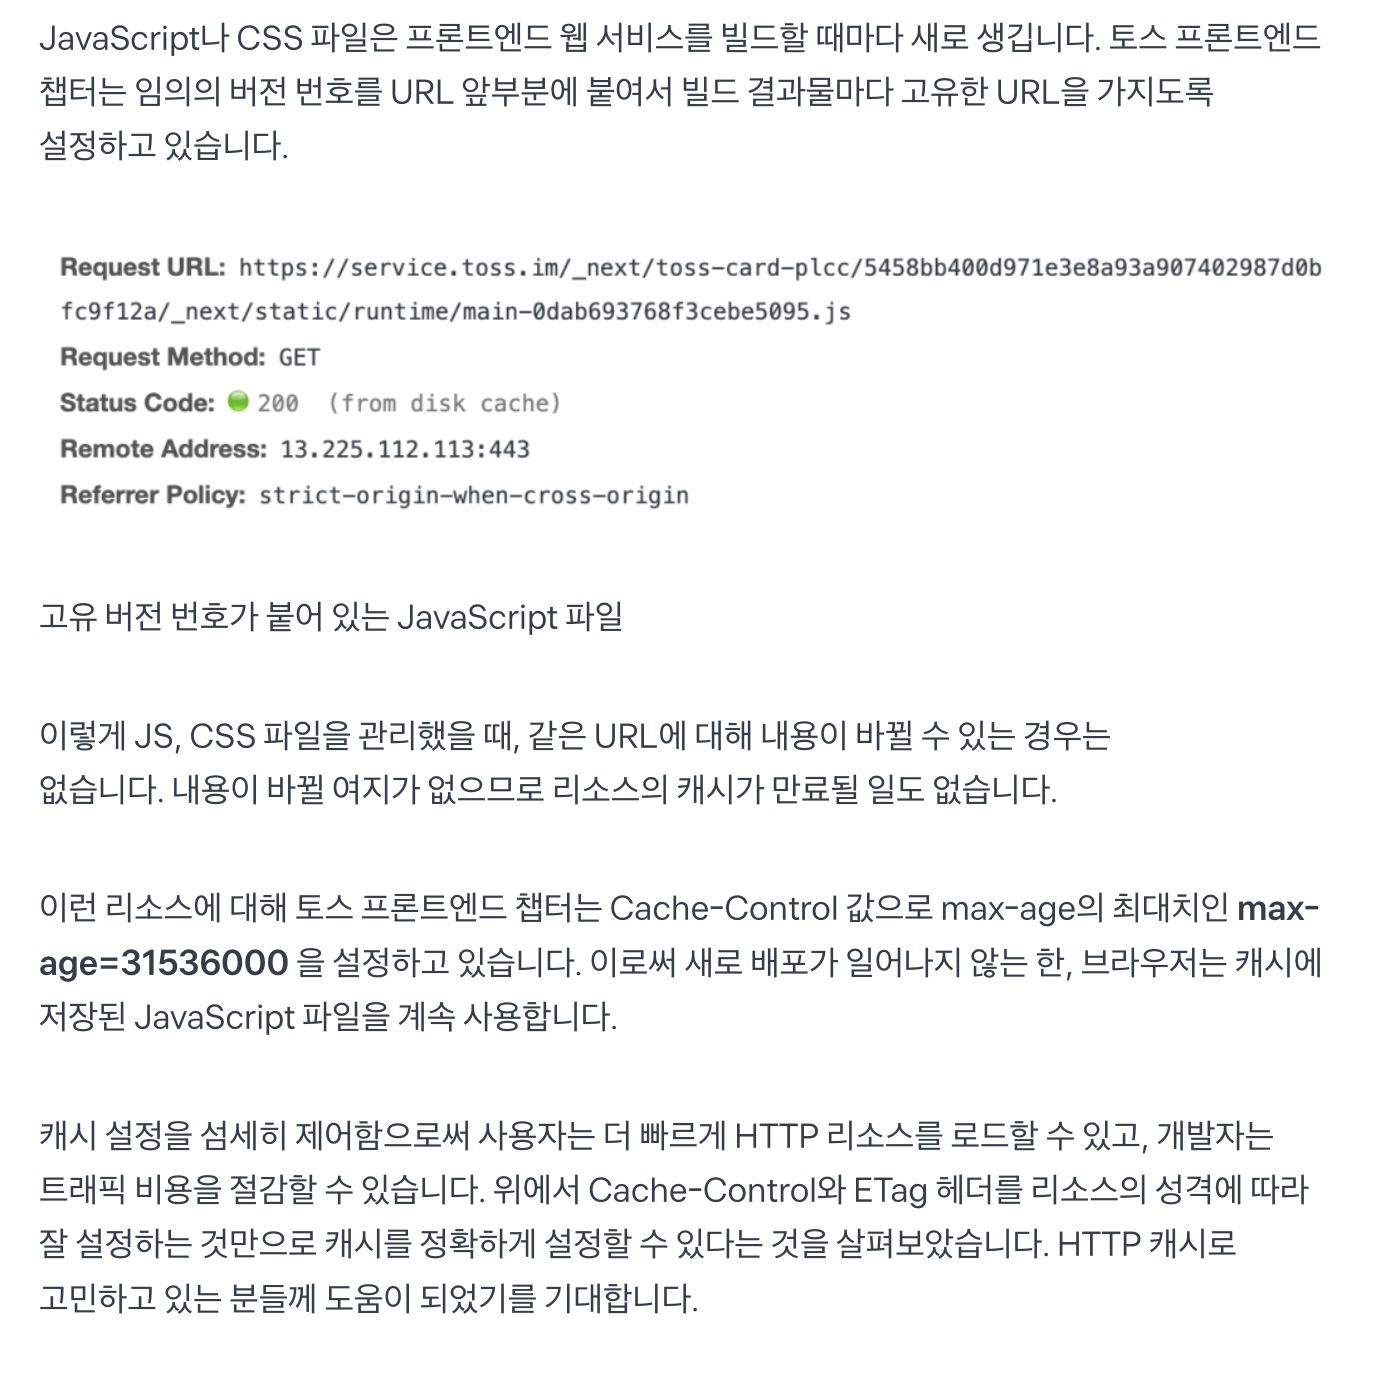 JavaScript나 CSS 파일은 프론트엔드 웹 서비스를 빌드할 때마다 새로 생깁니다. 토스 프론트엔드
챕터는 임의의 버전 번호를 URL 앞부분에 붙여서 빌드 결과물마다 고유한 URL을 가지도록
설정하고 있습니다.
Request URL: https://service.toss.im/_next/toss-card-plcc/5458bb400d971e3e8a93a907402987d0b
fc9f12a/_next/static/runtime/main-0dab693768f3cebe5095.js
Request Method: GET
Status Code: 200 (from disk cache)
Remote Address: 13.225.112.113:443
Referrer Policy: strict-origin-when-cross-origin
고유 버전 번호가 붙어 있는 JavaScript 파일
이렇게 JS, CSS 파일을 관리했을 때, 같은 URL에 대해 내용이 바뀔 수 있는 경우는
없습니다. 내용이 바뀔 여지가 없으므로 리소스의 캐시가 만료될 일도 없습니다.
이런 리소스에 대해 토스 프론트엔드 챕터는 Cache-Control 값으로 max-age의 최대치인 max-
age=31536000 을 설정하고 있습니다. 이로써 새로 배포가 일어나지 않는 한, 브라우저는 캐시에
저장된 JavaScript 파일을 계속 사용합니다.
캐시 설정을 섬세히 제어함으로써 사용자는 더 빠르게 HTTP 리소스를 로드할 수 있고, 개발자는
트래픽 비용을 절감할 수 있습니다. 위에서 Cache-Control와 ETag 헤더를 리소스의 성격에 따라
잘 설정하는 것만으로 캐시를 정확하게 설정할 수 있다는 것을 살펴보았습니다. HTTP 캐시로
고민하고 있는 분들께 도움이 되었기를 기대합니다.